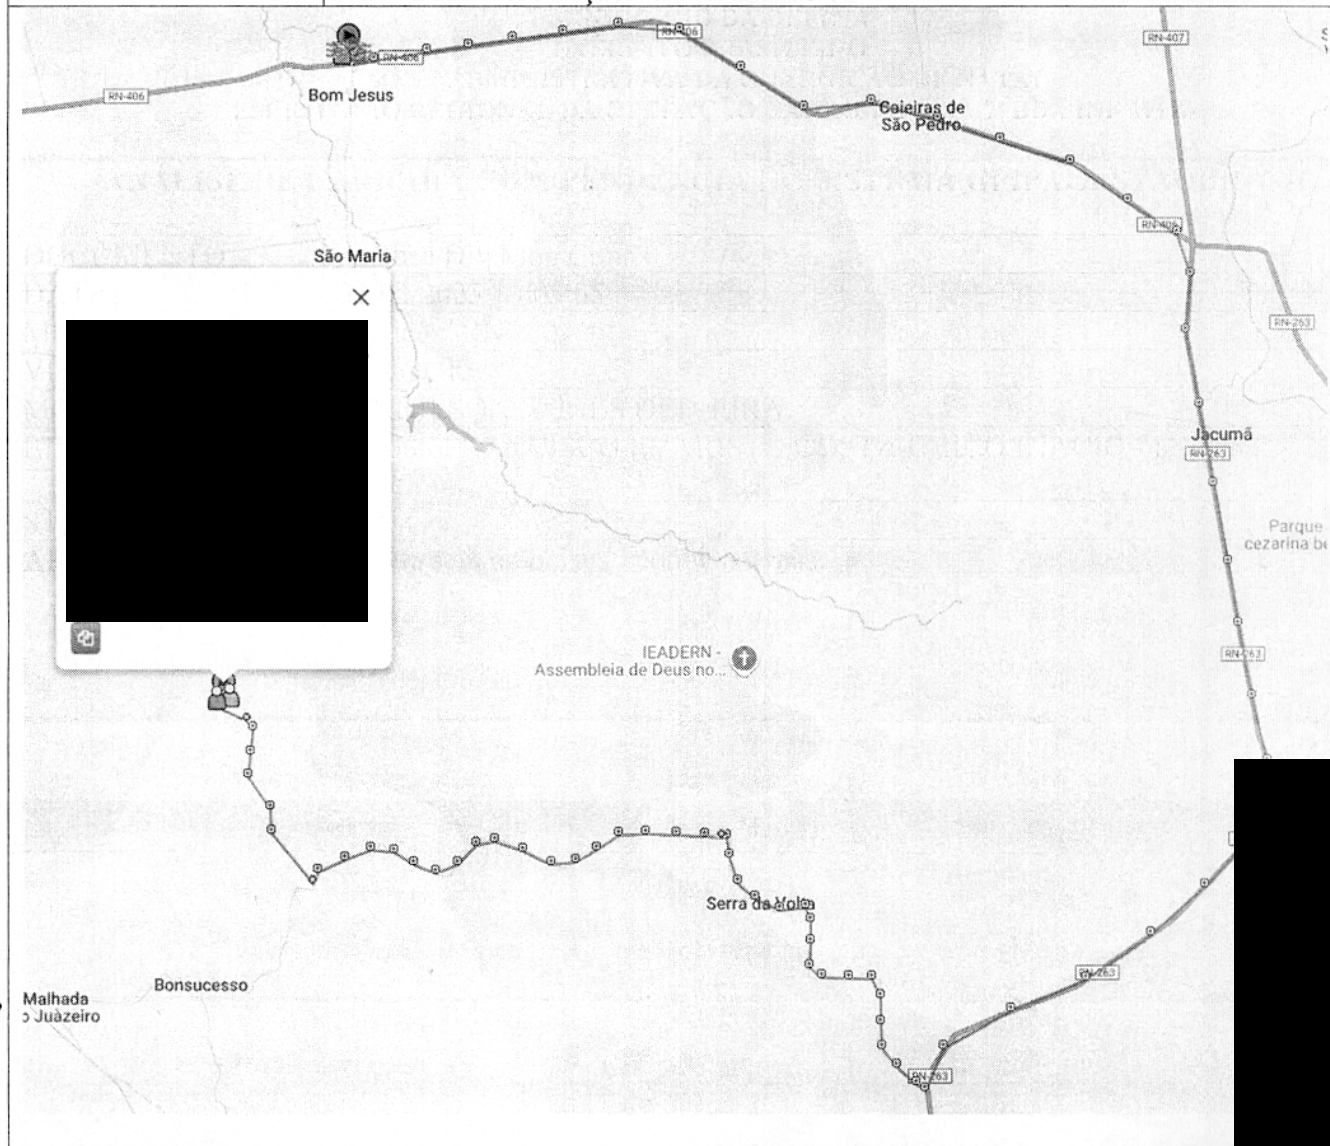 RN-406
RN-407
RN-406
RN-406
Bom Jesus
Caieiras de
São Pedro
RN-406
São Maria
RN-263
Jacumã
RN-263
Parque
cezarina be
IEADERN -
Assembleia de Deus no...
RN-263
Serra da Volta
RN-263
Bonsucesso
Malhada
o Juàzeiro
RN-263